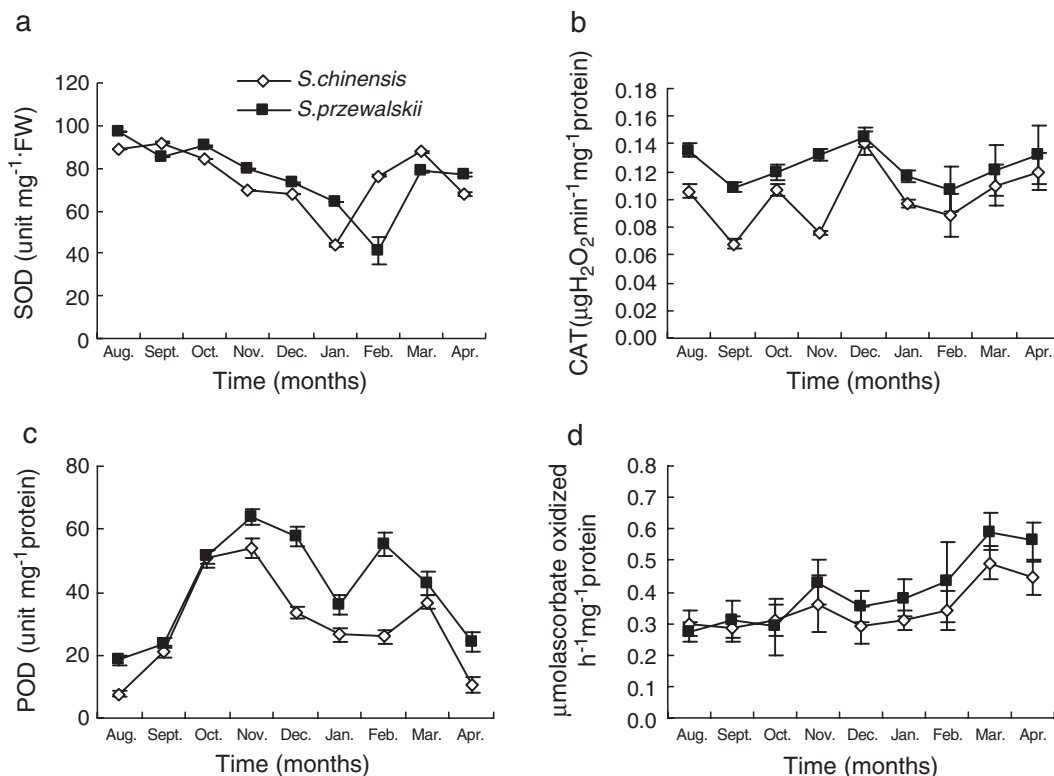 a
SOD (unit mg⁻¹·FW)
120
100
80
60
40
20
0
S.chinensis
S.przewalskii
Aug. Sept. Oct. Nov. Dec. Jan. Feb. Mar. Apr.
Time (months)
b
CAT(μgH₂O₂min⁻¹mg⁻¹protein)
0.18
0.16
0.14
0.12
0.10
0.08
0.06
0.04
0.02
0.00
Aug. Sept. Oct. Nov. Dec. Jan. Feb. Mar. Apr.
Time (months)
c
POD (unit mg⁻¹protein)
80
60
40
20
0
Aug. Sept. Oct. Nov. Dec. Jan. Feb. Mar. Apr.
Time (months)
d
μmolascorbate oxidized
h⁻¹mg⁻¹protein
0.8
0.7
0.6
0.5
0.4
0.3
0.2
0.1
0.0
Aug. Sept. Oct. Nov. Dec. Jan. Feb. Mar. Apr.
Time (months)